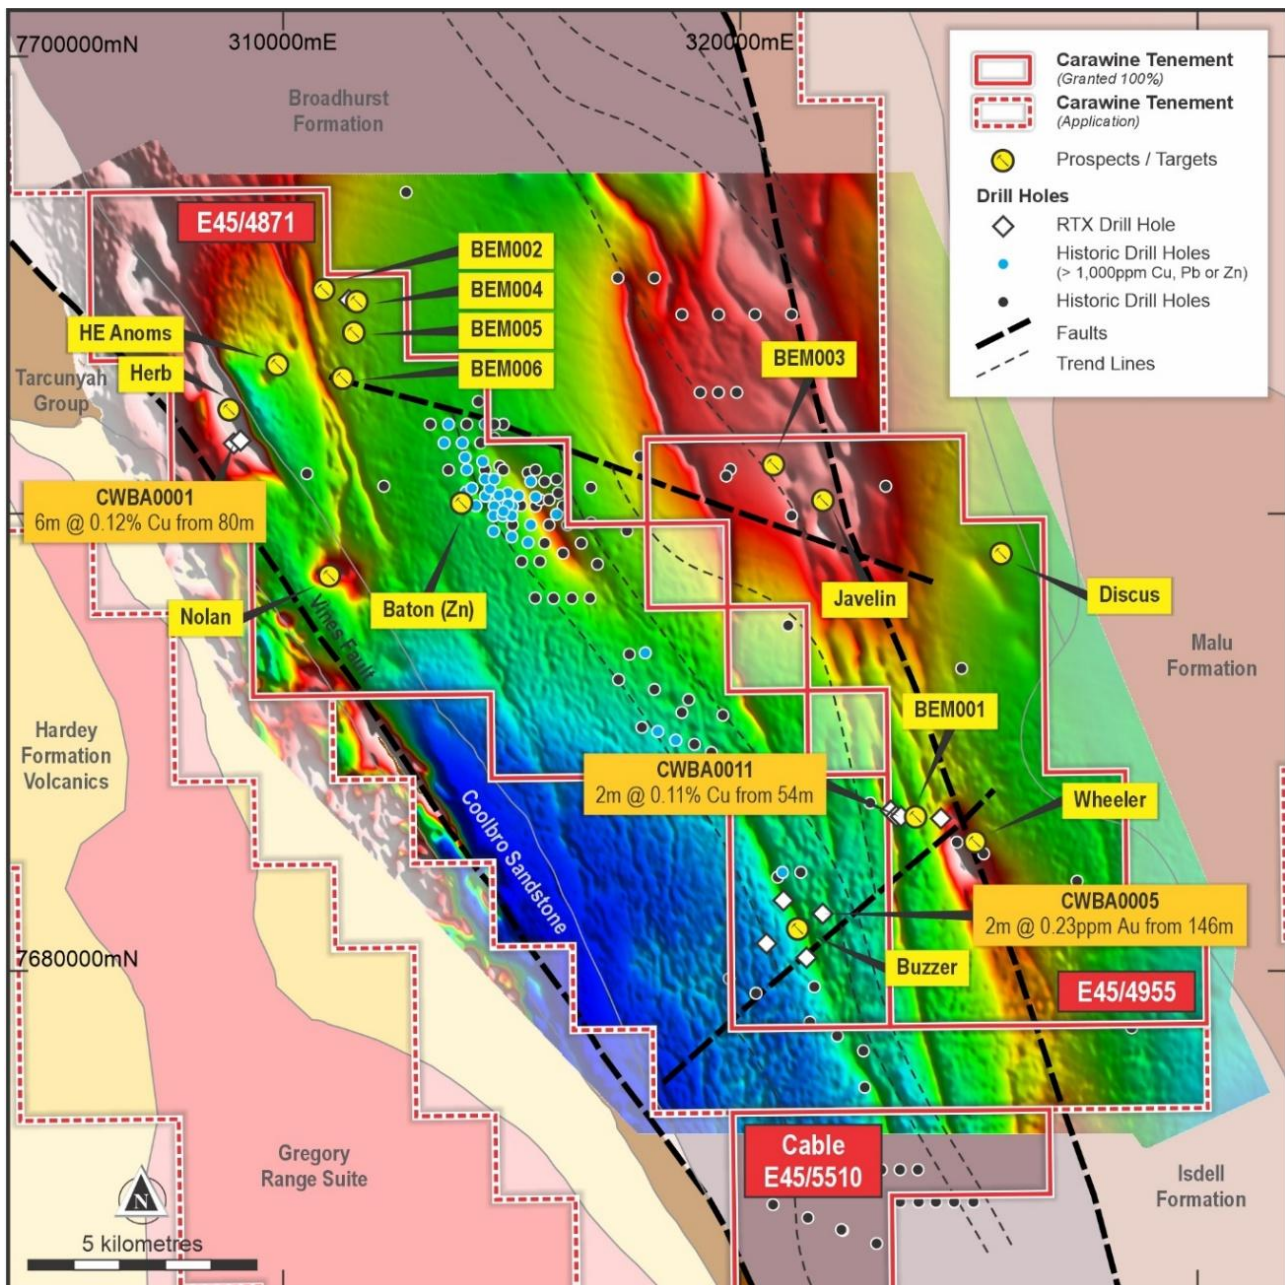 7700000mN
310000mE
320000mE
Broadhurst
Formation
Carawine Tenement
(Granted 100%)
Carawine Tenement
(Application)
Prospects / Targets
Drill Holes
RTX Drill Hole
Historic Drill Holes
(> 1,000ppm Cu, Pb or Zn)
Historic Drill Holes
Faults
Trend Lines
E45/4871
BEM002
BEM004
BEM005
BEM006
HE Anoms
Herb
Tarcunyah
Group
BEM003
CWBA0001
6m @ 0.12% Cu from 80m
Nolan
Vines Fault
Baton (Zn)
Javelin
Discus
Malu
Formation
Hardey
Formation
Volcanics
BEM001
CWBA0011
2m @ 0.11% Cu from 54m
Wheeler
Coolbro Sandstone
CWBA0005
2m @ 0.23ppm Au from 146m
Buzzer
7680000mN
E45/4955
Cable
E45/5510
Gregory
Range Suite
Isdell
Formation
N
5 kilometres